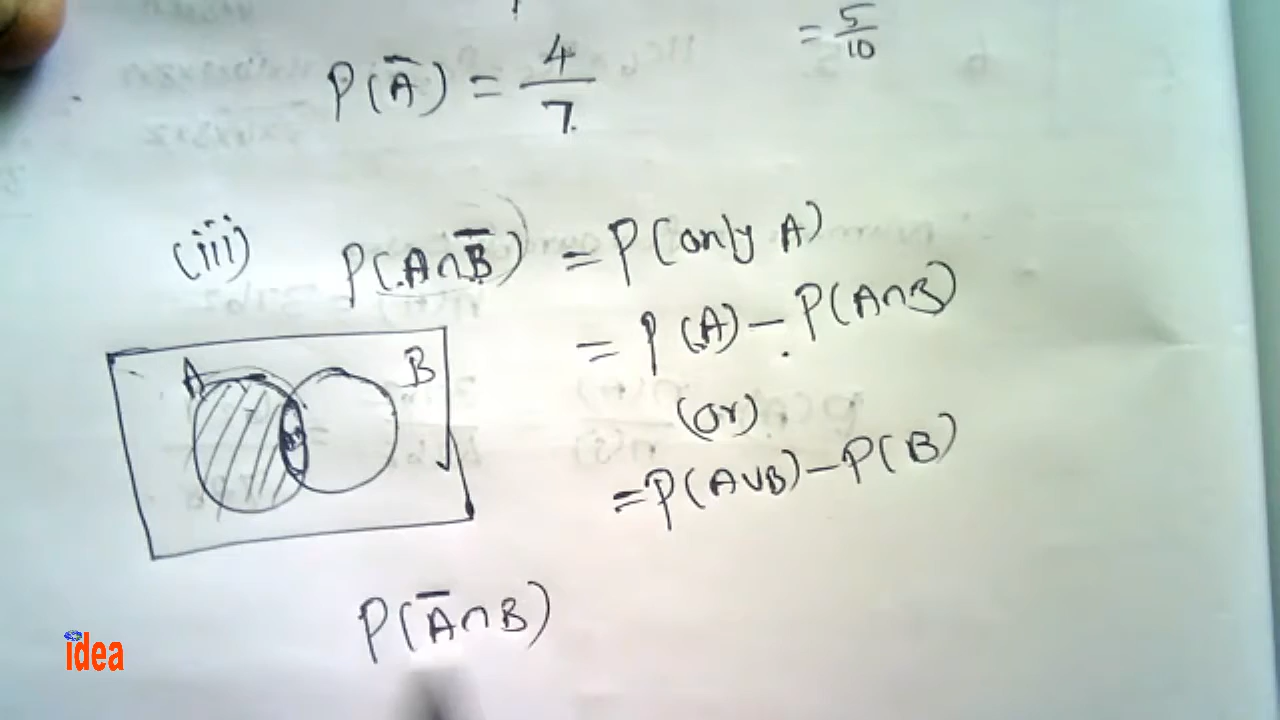 = 5/10
P(A̅) = 4/7.
(iii) P(A∩B̅) = P(only A)
= P(A) – P(A∩B)
(or)
= P(A∪B) – P(B)
A B
P(A̅∩B)
idea